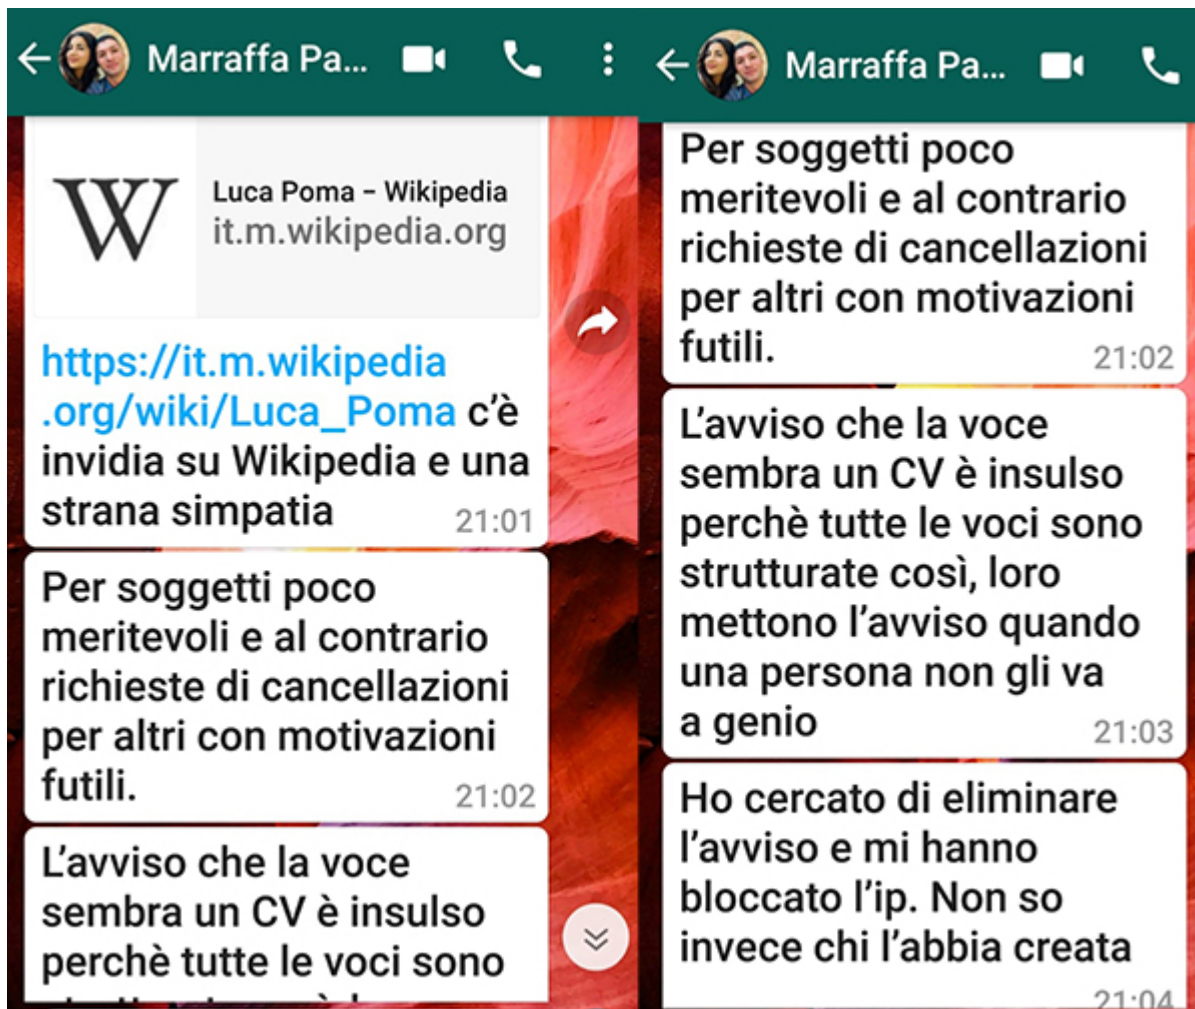 Marraffa Pa...
W
Luca Poma – Wikipedia
it.m.wikipedia.org
https://it.m.wikipedia
.org/wiki/Luca_Poma c'è
invidia su Wikipedia e una
strana simpatia
21:01
Per soggetti poco
meritevoli e al contrario
richieste di cancellazioni
per altri con motivazioni
futili.
21:02
L'avviso che la voce
sembra un CV è insulso
perchè tutte le voci sono
Marraffa Pa...
Per soggetti poco
meritevoli e al contrario
richieste di cancellazioni
per altri con motivazioni
futili.
21:02
L'avviso che la voce
sembra un CV è insulso
perchè tutte le voci sono
strutturate così, loro
mettono l'avviso quando
una persona non gli va
a genio
21:03
Ho cercato di eliminare
l'avviso e mi hanno
bloccato l'ip. Non so
invece chi l'abbia creata
21:04